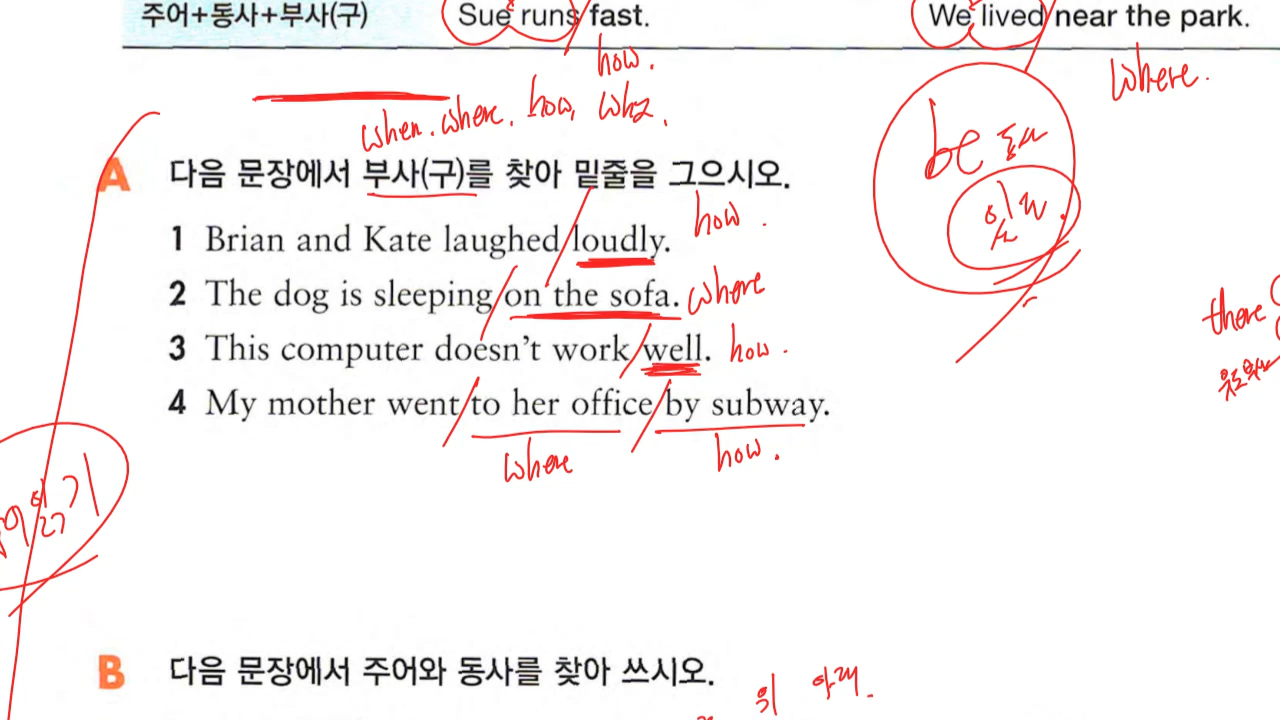 주어+동사+부사(구) Sue runs fast. We lived near the park.
how. where.
when. where. how, why.
be 동사
A 다음 문장에서 부사(구)를 찾아 밑줄을 그으시오.
1 Brian and Kate laughed loudly. how.
2 The dog is sleeping on the sofa. where
there
3 This computer doesn't work well. how.
4 My mother went to her office by subway.
where how.
B 다음 문장에서 주어와 동사를 찾아 쓰시오.
위 아래.